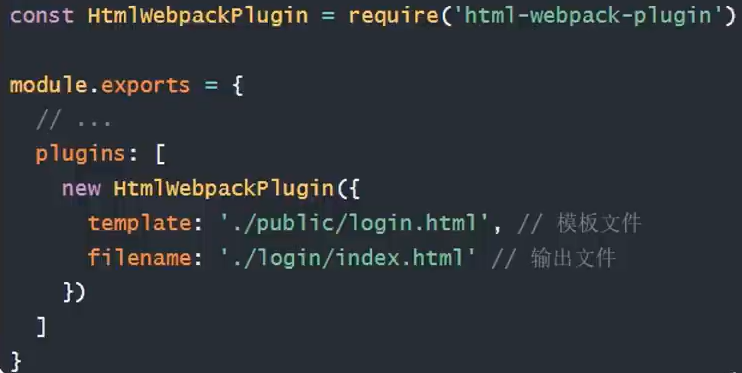 const HtmlWebpackPlugin = require('html-webpack-plugin')
module.exports = {
// ...
plugins: [
new HtmlWebpackPlugin({
template: './public/login.html', // 模板文件
filename: './login/index.html' // 输出文件
})
]
}